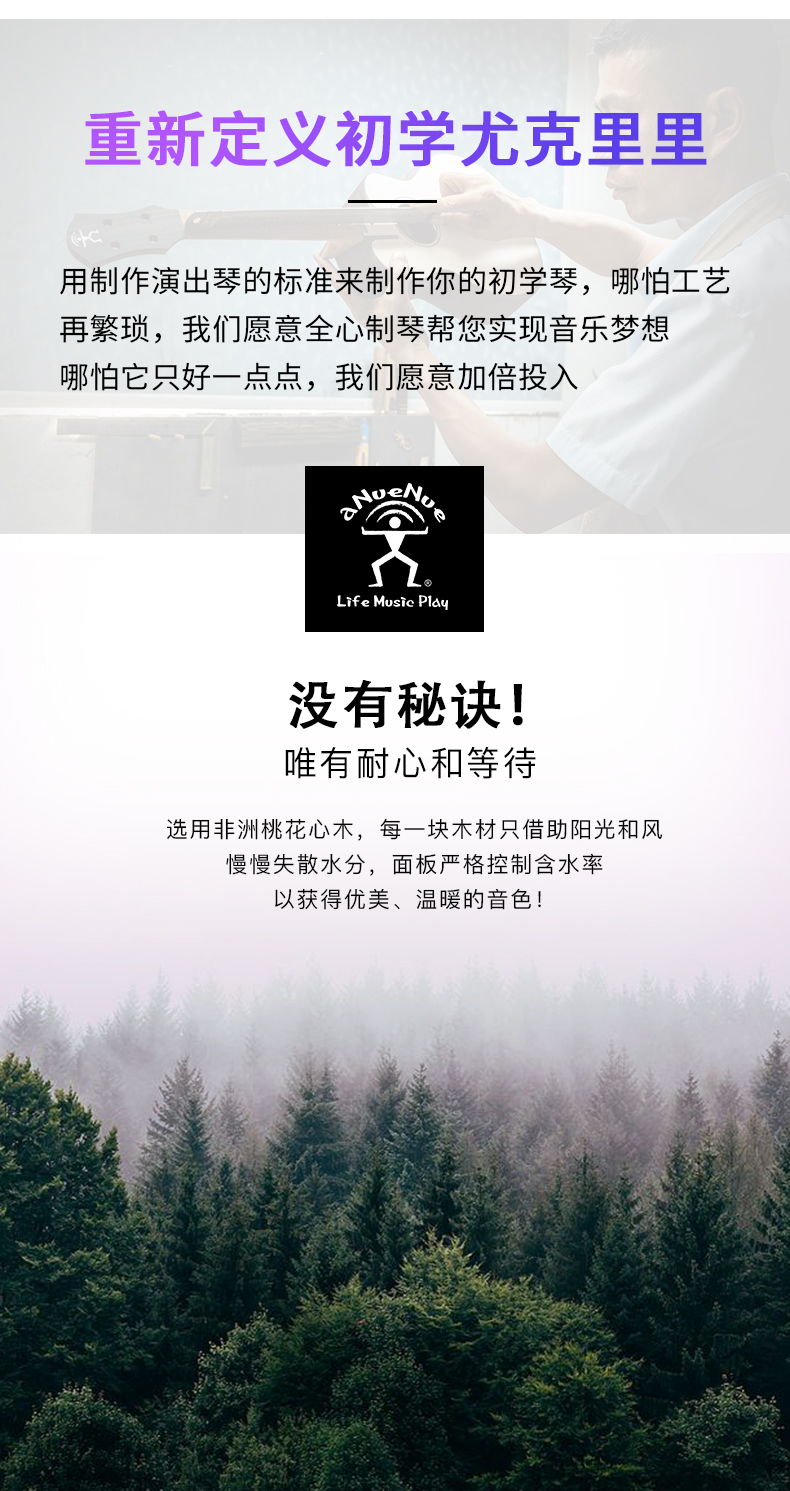 重新定义初学尤克里里
用制作演出琴的标准来制作你的初学琴，哪怕工艺
再繁琐，我们愿意全心制琴帮您实现音乐梦想
哪怕它只好一点点，我们愿意加倍投入
aNueNue
®
Life Music Play
没有秘诀！
唯有耐心和等待
选用非洲桃花心木，每一块木材只借助阳光和风
慢慢失散水分，面板严格控制含水率
以获得优美、温暖的音色！